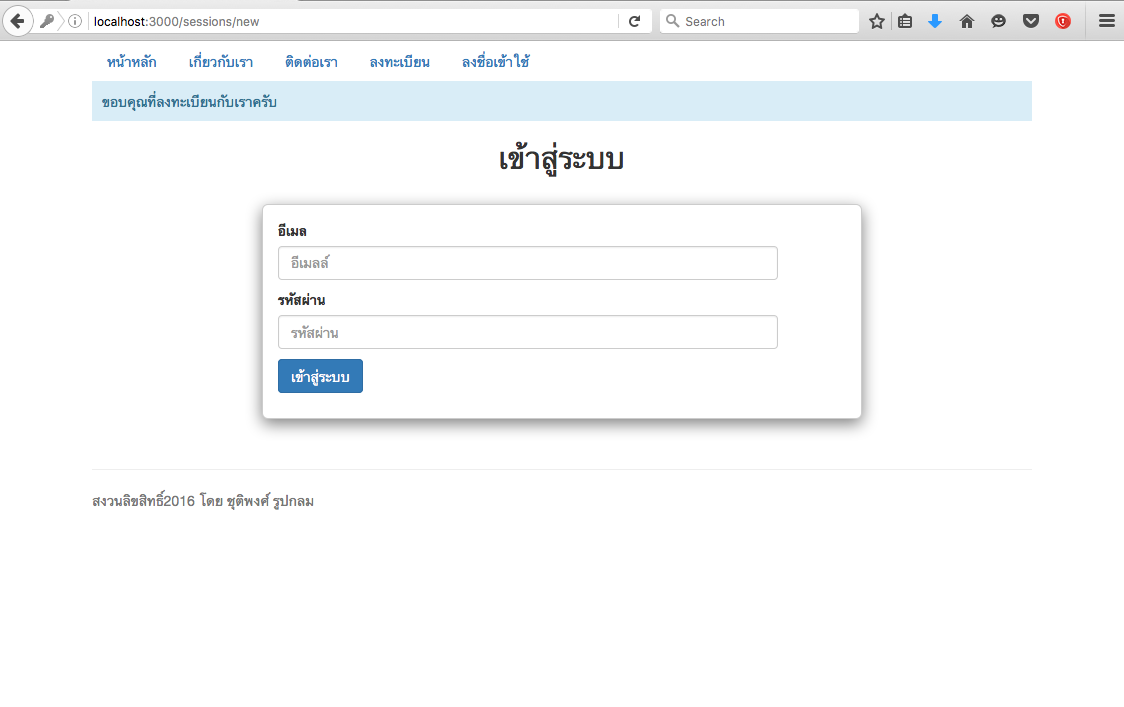 localhost:3000/sessions/new
Search
หน้าหลัก เกี่ยวกับเรา ติดต่อเรา ลงทะเบียน ลงชื่อเข้าใช้
ขอบคุณที่ลงทะเบียนกับเราครับ
เข้าสู่ระบบ
อีเมล
อีเมลล์
รหัสผ่าน
รหัสผ่าน
เข้าสู่ระบบ
สงวนลิขสิทธิ์2016 โดย ชุติพงศ์ รูปกลม